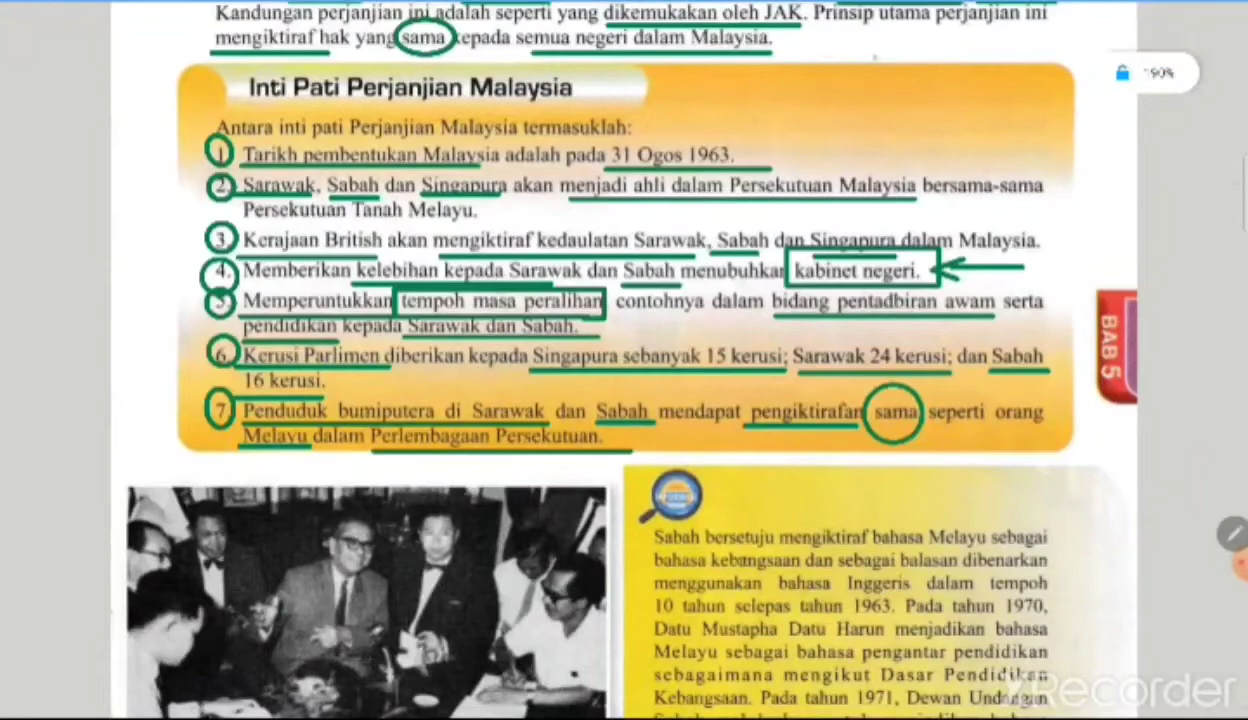 Kandungan perjanjian ini adalah seperti yang dikemukakan oleh JAK. Prinsip utama perjanjian ini
mengiktiraf hak yang sama kepada semua negeri dalam Malaysia.
90%
Inti Pati Perjanjian Malaysia
Antara inti pati Perjanjian Malaysia termasuklah:
1. Tarikh pembentukan Malaysia adalah pada 31 Ogos 1963.
2. Sarawak, Sabah dan Singapura akan menjadi ahli dalam Persekutuan Malaysia bersama-sama
Persekutuan Tanah Melayu.
3. Kerajaan British akan mengiktiraf kedaulatan Sarawak, Sabah dan Singapura dalam Malaysia.
4. Memberikan kelebihan kepada Sarawak dan Sabah menubuhkan kabinet negeri.
5. Memperuntukkan tempoh masa peralihan contohnya dalam bidang pentadbiran awam serta
pendidikan kepada Sarawak dan Sabah.
6. Kerusi Parlimen diberikan kepada Singapura sebanyak 15 kerusi; Sarawak 24 kerusi; dan Sabah
16 kerusi.
7. Penduduk bumiputera di Sarawak dan Sabah mendapat pengiktirafan sama seperti orang
Melayu dalam Perlembagaan Persekutuan.
BAB 5
Sabah bersetuju mengiktiraf bahasa Melayu sebagai
bahasa kebangsaan dan sebagai balasan dibenarkan
menggunakan bahasa Inggeris dalam tempoh
10 tahun selepas tahun 1963. Pada tahun 1970,
Datu Mustapha Datu Harun menjadikan bahasa
Melayu sebagai bahasa pengantar pendidikan
sebagaimana mengikut Dasar Pendidikan
Kebangsaan. Pada tahun 1971, Dewan Undangan
Recorder